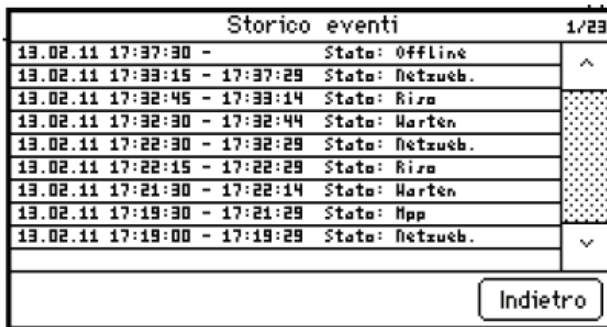 Storico eventi 1/23
13.02.11 17:37:30 - Stato: Offline
13.02.11 17:33:15 - 17:37:29 Stato: Netzueb.
13.02.11 17:32:45 - 17:33:14 Stato: Riso
13.02.11 17:32:30 - 17:32:44 Stato: Warten
13.02.11 17:22:30 - 17:32:29 Stato: Netzueb.
13.02.11 17:22:15 - 17:22:29 Stato: Riso
13.02.11 17:21:30 - 17:22:14 Stato: Warten
13.02.11 17:19:30 - 17:21:29 Stato: Mpp
13.02.11 17:19:00 - 17:19:29 Stato: Netzueb.
Indietro